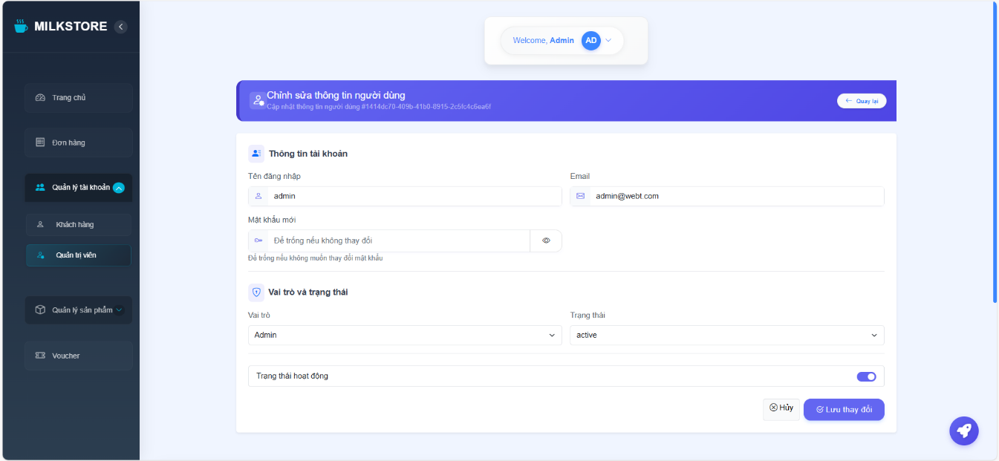 MILKSTORE
Welcome, Admin AD
Trang chủ
Đơn hàng
Quản lý tài khoản
Khách hàng
Quản trị viên
Quản lý sản phẩm
Voucher
Chỉnh sửa thông tin người dùng
Cập nhật thông tin người dùng #1414dc70-409b-41b0-8915-2c5fc4c6ea6f
Quay lại
Thông tin tài khoản
Tên đăng nhập
Email
admin
admin@webt.com
Mật khẩu mới
Để trống nếu không thay đổi
Để trống nếu không muốn thay đổi mật khẩu
Vai trò và trạng thái
Vai trò
Trạng thái
Admin
active
Trạng thái hoạt động
Hủy
Lưu thay đổi